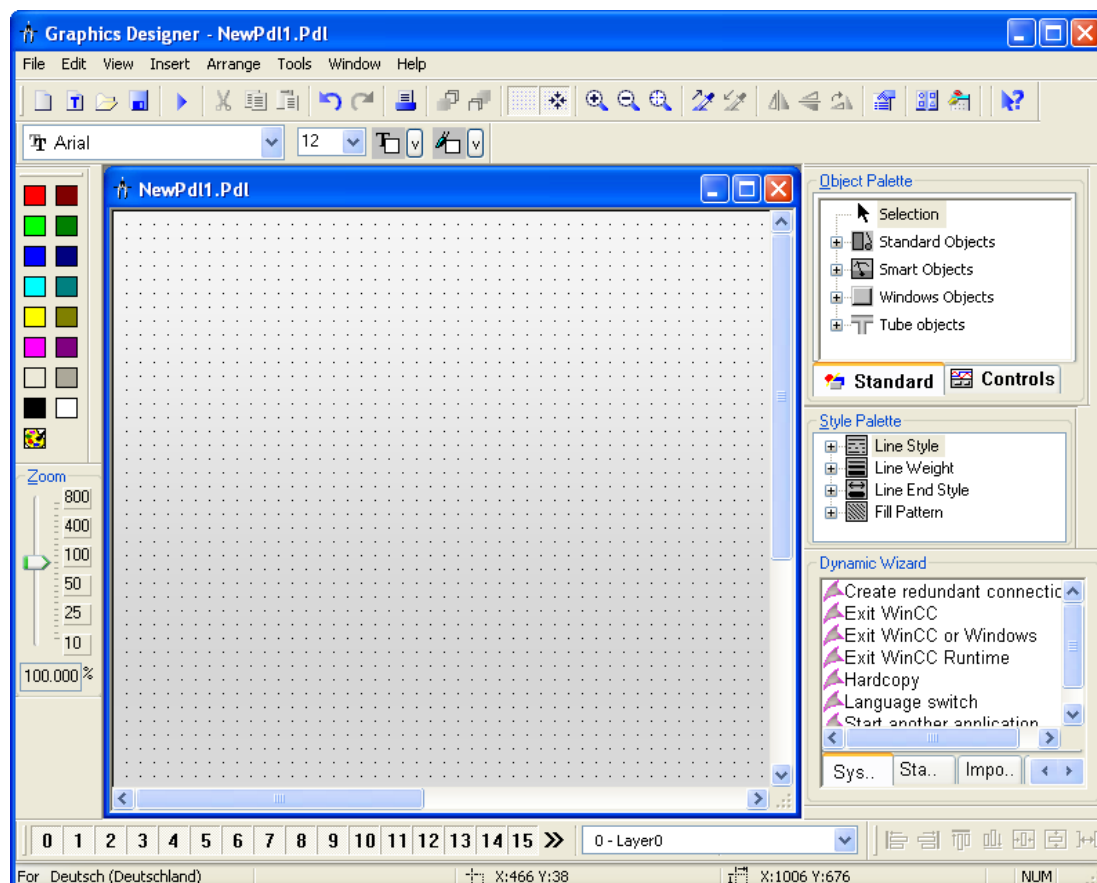 Graphics Designer - NewPdl1.Pdl
File Edit View Insert Arrange Tools Window Help
Arial
12
NewPdl1.Pdl
Zoom
800
400
100
50
25
10
100.000 %
Object Palette
Selection
Standard Objects
Smart Objects
Windows Objects
Tube objects
Standard Controls
Style Palette
Line Style
Line Weight
Line End Style
Fill Pattern
Dynamic Wizard
Create redundant connectic
Exit WinCC
Exit WinCC or Windows
Exit WinCC Runtime
Hardcopy
Language switch
Start another application
Sys.. Sta.. Impo..
0 1 2 3 4 5 6 7 8 9 10 11 12 13 14 15
0 - Layer0
For Deutsch (Deutschland) X:466 Y:38 X:1006 Y:676 NUM